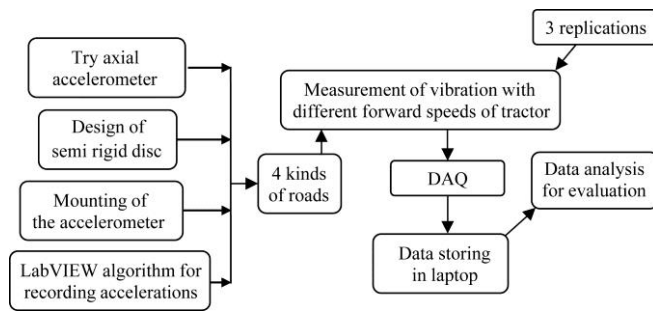 3 replications
Try axial
accelerometer
Design of
semi rigid disc
Mounting of
the accelerometer
LabVIEW algorithm for
recording accelerations
4 kinds
of roads
Measurement of vibration with
different forward speeds of tractor
DAQ
Data storing
in laptop
Data analysis
for evaluation